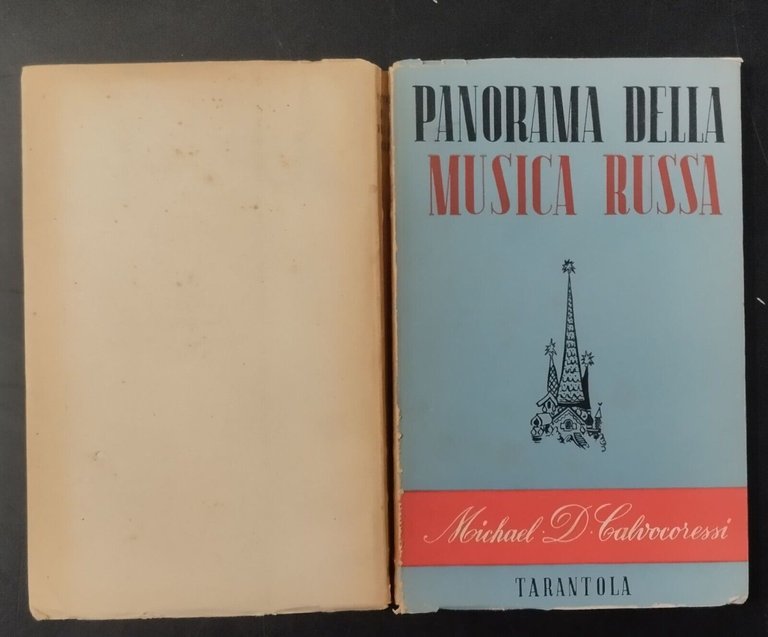 PANORAMA DELLA
MUSICA RUSSA
Michael·D·Calvocoressi
TARANTOLA